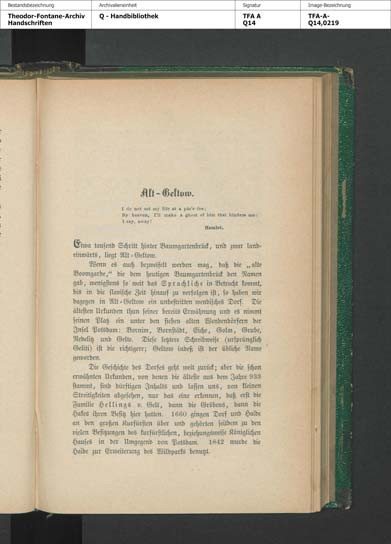 Bestandsbezeichnung Archivalieneinheit Signatur Image-Bezeichnung
Theodor-Fontane-Archiv Q - Handbibliothek TFA A TFA-A-
Handschriften Q14 Q14,0219
Alt-Geltow.
I do not set my life at a pin's fee;
By heaven, I'll make a ghost of him that hinders me:
I say, away!
Hamlet.
Etwa tausend Schritt hinter Baumgartenbrück, und zwar land-
einwärts, liegt Alt-Geltow.
Wenn es auch bezweifelt werden mag, daß die „alte
Boomgarde,“ die dem heutigen Baumgartenbrück den Namen
gab, wenigstens so weit das Sprachliche in Betracht kommt,
bis in die slavische Zeit hinauf zu verfolgen ist, so haben wir
dagegen in Alt-Geltow ein unbestritten wendisches Dorf. Die
ältesten Urkunden thun seiner bereits Erwähnung und es nimmt
seinen Platz ein unter den sieben alten Wendendörfern der
Insel Potsdam: Bornim, Bornstädt, Eiche, Golm, Grube,
Nedelitz und Gelte. Diese letztere Schreibweise (ursprünglich
Geliti) ist die richtigere; Geltow indeß ist der übliche Name
geworden.
Die Geschichte des Dorfes geht weit zurück; aber die schon
erwähnten Urkunden, von denen die älteste aus dem Jahre 933
stammt, sind dürftigen Inhalts und lassen uns, von kleinen
Streitigkeiten abgesehen, nur das eine erkennen, daß erst die
Familie Hellings v. Gelt, dann die Gröbens, dann die
Hakes ihren Besitz hier hatten. 1660 gingen Dorf und Haide
an den großen Kurfürsten über und gehörten seitdem zu den
vielen Besitzungen des kurfürstlichen, beziehungsweise Königlichen
Hauses in der Umgegend von Potsdam. 1842 wurde die
Haide zur Erweiterung des Wildparks benutzt.